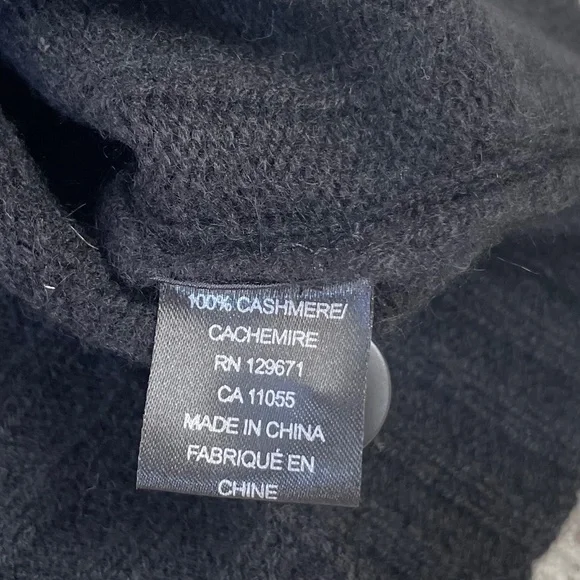 100% CASHMERE/
CACHEMIRE
RN 129671
CA 11055
MADE IN CHINA
FABRIQUÉ EN
CHINE